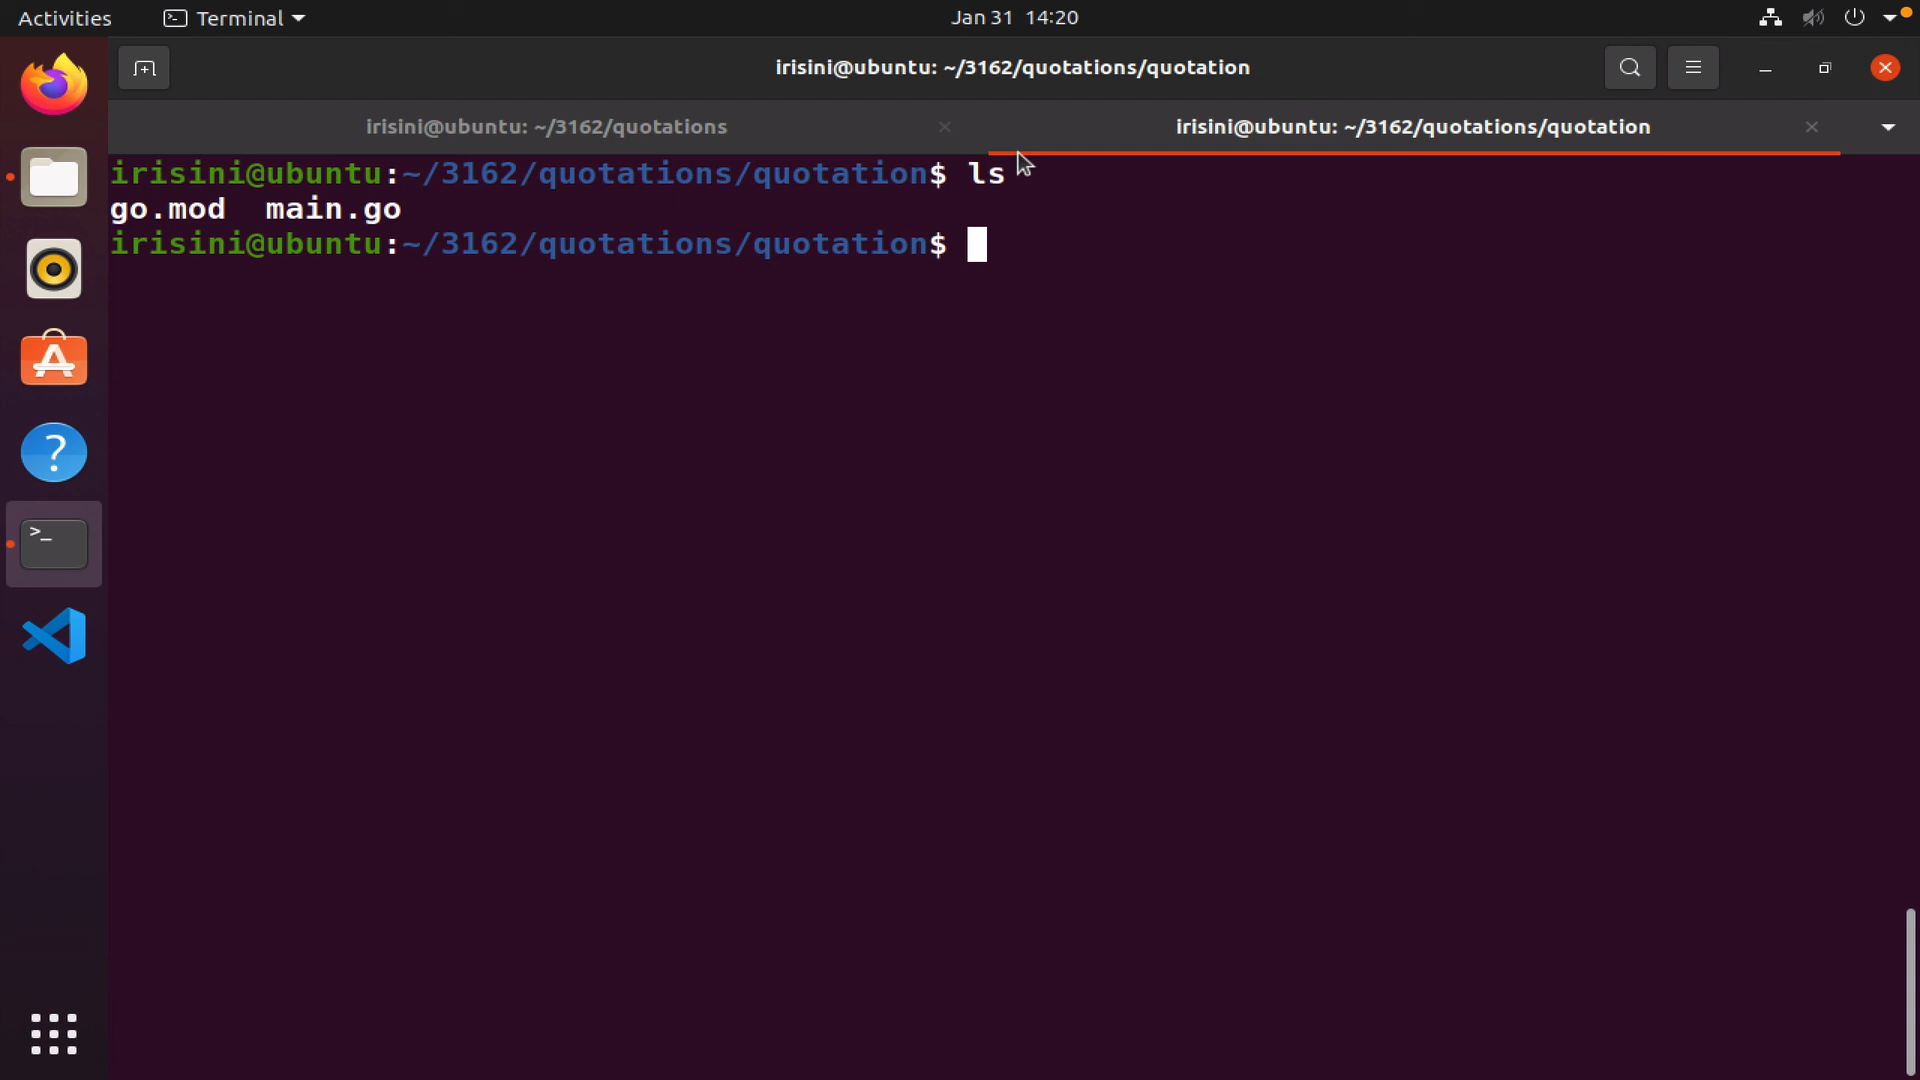 Activities Terminal Jan 31 14:20
irisini@ubuntu: ~/3162/quotations/quotation
irisini@ubuntu: ~/3162/quotations irisini@ubuntu: ~/3162/quotations/quotation
irisini@ubuntu:~/3162/quotations/quotation$ ls
go.mod main.go
irisini@ubuntu:~/3162/quotations/quotation$